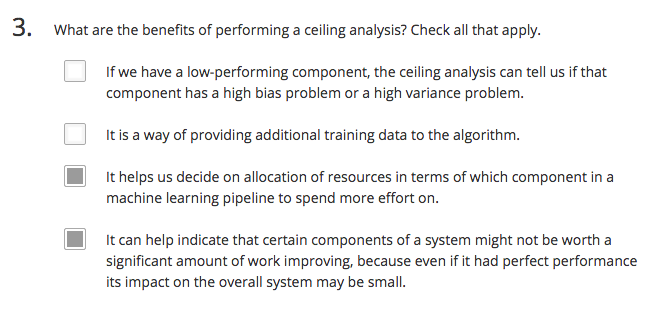 3. What are the benefits of performing a ceiling analysis? Check all that apply.
If we have a low-performing component, the ceiling analysis can tell us if that
component has a high bias problem or a high variance problem.
It is a way of providing additional training data to the algorithm.
It helps us decide on allocation of resources in terms of which component in a
machine learning pipeline to spend more effort on.
It can help indicate that certain components of a system might not be worth a
significant amount of work improving, because even if it had perfect performance
its impact on the overall system may be small.